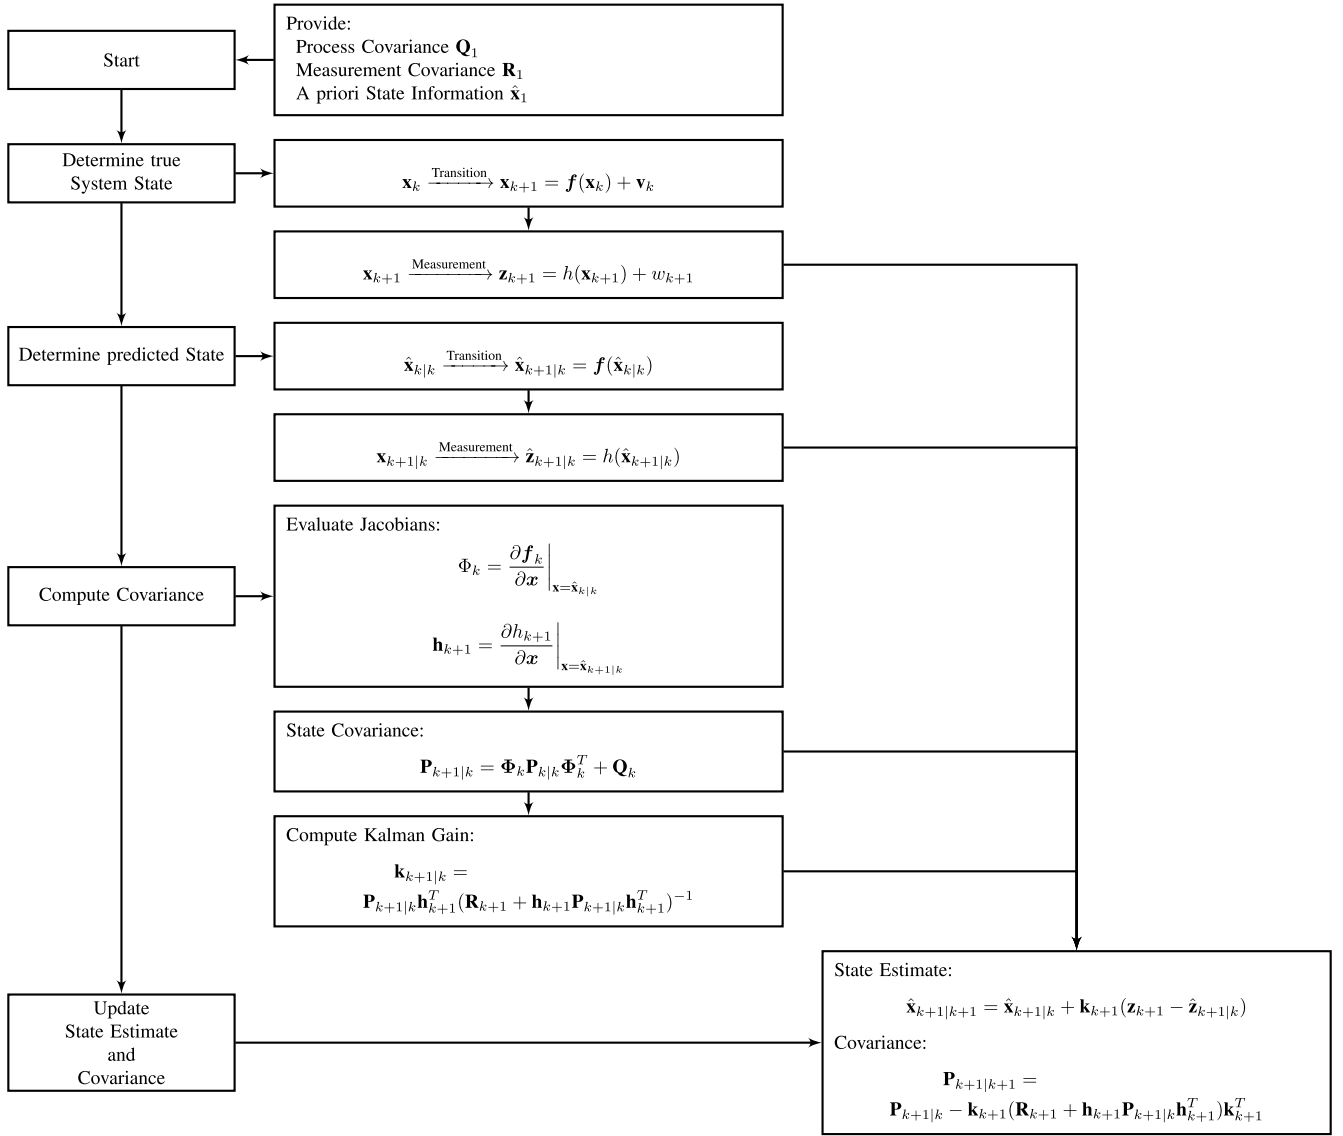 Start
Provide:
Process Covariance Q₁
Measurement Covariance R₁
A priori State Information x̂₁
Determine true
System State
x_k —Transition→ x_{k+1} = f(x_k) + v_k
x_{k+1} —Measurement→ z_{k+1} = h(x_{k+1}) + w_{k+1}
Determine predicted State
x̂_{k|k} —Transition→ x̂_{k+1|k} = f(x̂_{k|k})
x_{k+1|k} —Measurement→ ẑ_{k+1|k} = h(x̂_{k+1|k})
Compute Covariance
Evaluate Jacobians:
Φ_k = ∂f_k/∂x |_{x=x̂_{k|k}}
h_{k+1} = ∂h_{k+1}/∂x |_{x=x̂_{k+1|k}}
State Covariance:
P_{k+1|k} = Φ_k P_{k|k} Φ_k^T + Q_k
Compute Kalman Gain:
k_{k+1|k} =
P_{k+1|k} h_{k+1}^T (R_{k+1} + h_{k+1} P_{k+1|k} h_{k+1}^T)^{−1}
Update
State Estimate
and
Covariance
State Estimate:
x̂_{k+1|k+1} = x̂_{k+1|k} + k_{k+1}(z_{k+1} − ẑ_{k+1|k})
Covariance:
P_{k+1|k+1} =
P_{k+1|k} − k_{k+1}(R_{k+1} + h_{k+1} P_{k+1|k} h_{k+1}^T) k_{k+1}^T